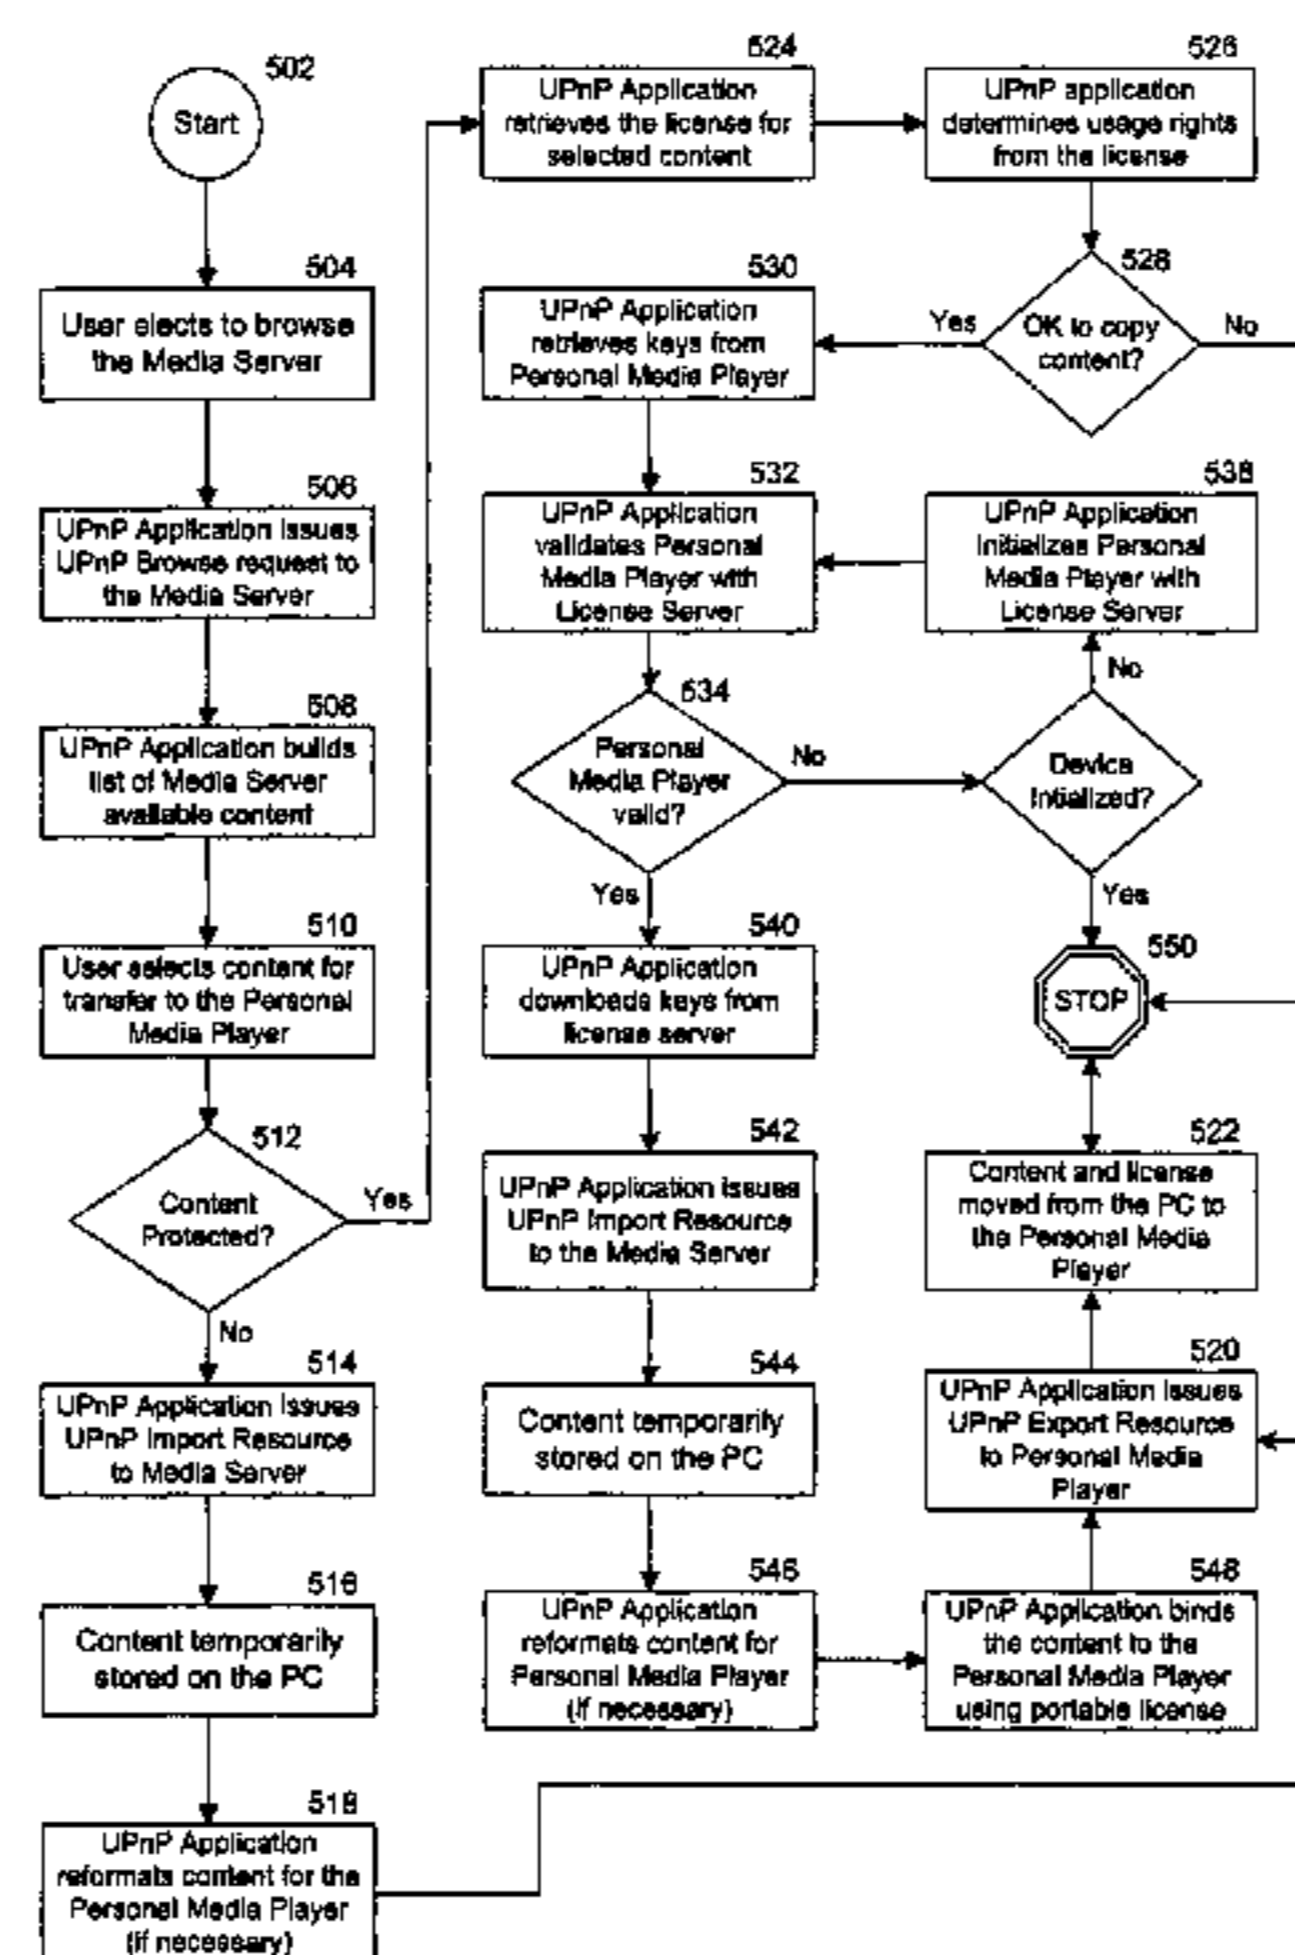 502
Start
504
User elects to browse
the Media Server
506
UPnP Application Issues
UPnP Browse request to
the Media Server
508
UPnP Application builds
list of Media Server
available content
510
User selects content for
transfer to the Personal
Media Player
512
Content
Protected?
Yes
No
514
UPnP Application Issues
UPnP Import Resource
to Media Server
516
Content temporarily
stored on the PC
518
UPnP Application
reformats content for the
Personal Media Player
(if necessary)
524
UPnP Application
retrieves the license for
selected content
526
UPnP application
determines usage rights
from the license
528
OK to copy
content?
Yes
No
530
UPnP Application
retrieves keys from
Personal Media Player
532
UPnP Application
validates Personal
Media Player with
License Server
534
Personal
Media Player
valid?
No
Yes
538
UPnP Application
Initializes Personal
Media Player with
License Server
No
Device
Intialized?
Yes
550
STOP
540
UPnP Application
downloads keys from
license server
542
UPnP Application Issues
UPnP Import Resource
to the Media Server
544
Content temporarily
stored on the PC
546
UPnP Application
reformats content for
Personal Media Player
(if necessary)
548
UPnP Application binds
the content to the
Personal Media Player
using portable license
520
UPnP Application Issues
UPnP Export Resource
to Personal Media
Player
522
Content and license
moved from the PC to
the Personal Media
Player